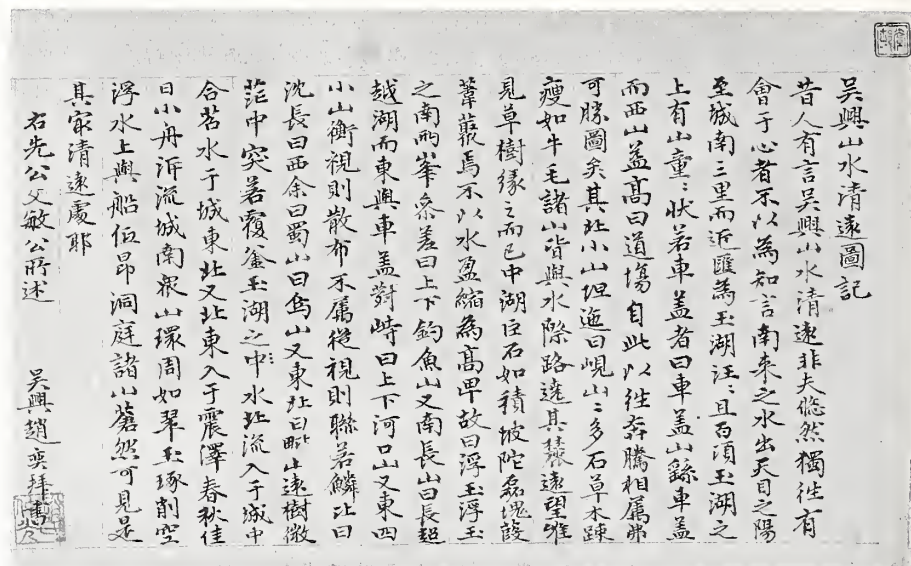 吳興山水清遠圖記
昔人有言吳興山水清遠非夫悠然獨往有
會于心者不以為知言南來之水出天目之陽
至城南三里而近匯為玉湖汪〻且百頃玉湖之
上有山童〻狀若車盖者曰車盖山繇車盖
而西山益高曰道塲自此以往奔騰相屬弗
可勝圖矣其北小山坦迤曰峴山〻多石草木疎
瘦如牛毛諸山皆與水際路遶其麓遠望唯
見草樹緣之而已中湖巨石如積坡陀磊塊葭
葦藂焉不以水盈縮為髙卑故曰浮玉浮玉
之南兩峯參差曰上下釣魚山又南長山曰長超
越湖而東與車盖對峙曰上下河口山又東四
小山衡視則散布不属從視則聯若鱗比曰
沈長曰西余曰蜀山曰烏山又東北曰毗山遠樹微
茫中突若覆釜玉湖之中水北流入于城中
合苕水于城東北又北東入于震澤春秋佳
日小舟泝流城南衆山環周如翠玉琢削空
浮水上與船低昂洞庭諸山蒼然可見是
其冣清遠處耶
右先公文敏公所述 吳興趙奕拜書